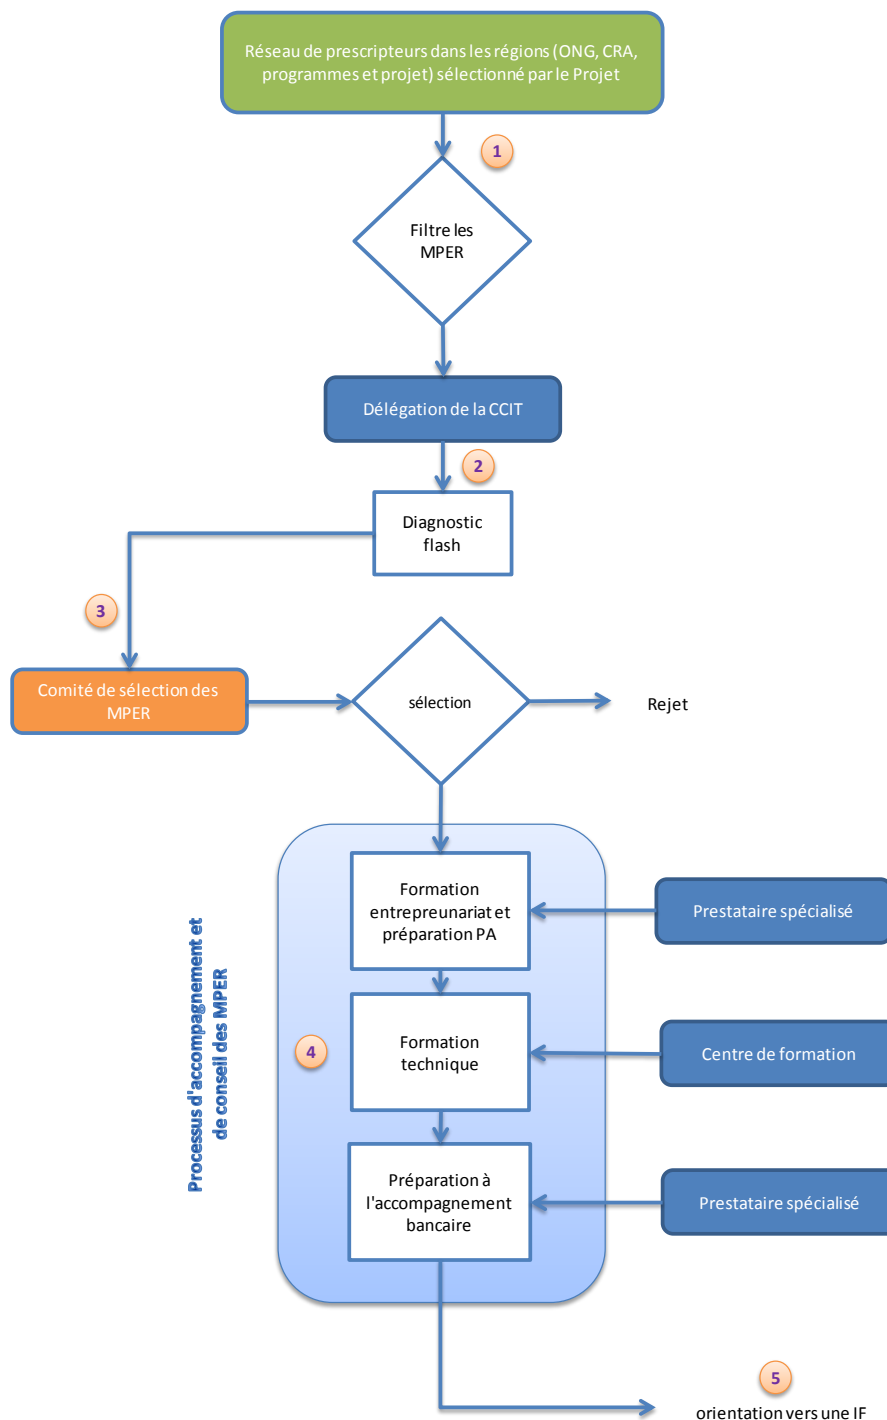 Réseau de prescripteurs dans les régions (ONG, CRA,
programmes et projet) sélectionné par le Projet
1
Filtre les
MPER
Délégation de la CCIT
2
Diagnostic
flash
3
Comité de sélection des
MPER
sélection
Rejet
Processus d'accompagnement et
de conseil des MPER
Formation
entrepreunariat et
préparation PA
Prestataire spécialisé
4
Formation
technique
Centre de formation
Préparation à
l'accompagnement
bancaire
Prestataire spécialisé
5
orientation vers une IF